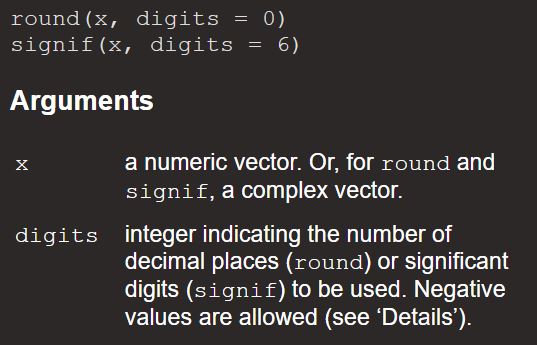 round(x, digits = 0)
signif(x, digits = 6)
Arguments
x a numeric vector. Or, for round and
signif, a complex vector.
digits integer indicating the number of
decimal places (round) or significant
digits (signif) to be used. Negative
values are allowed (see ‘Details’).